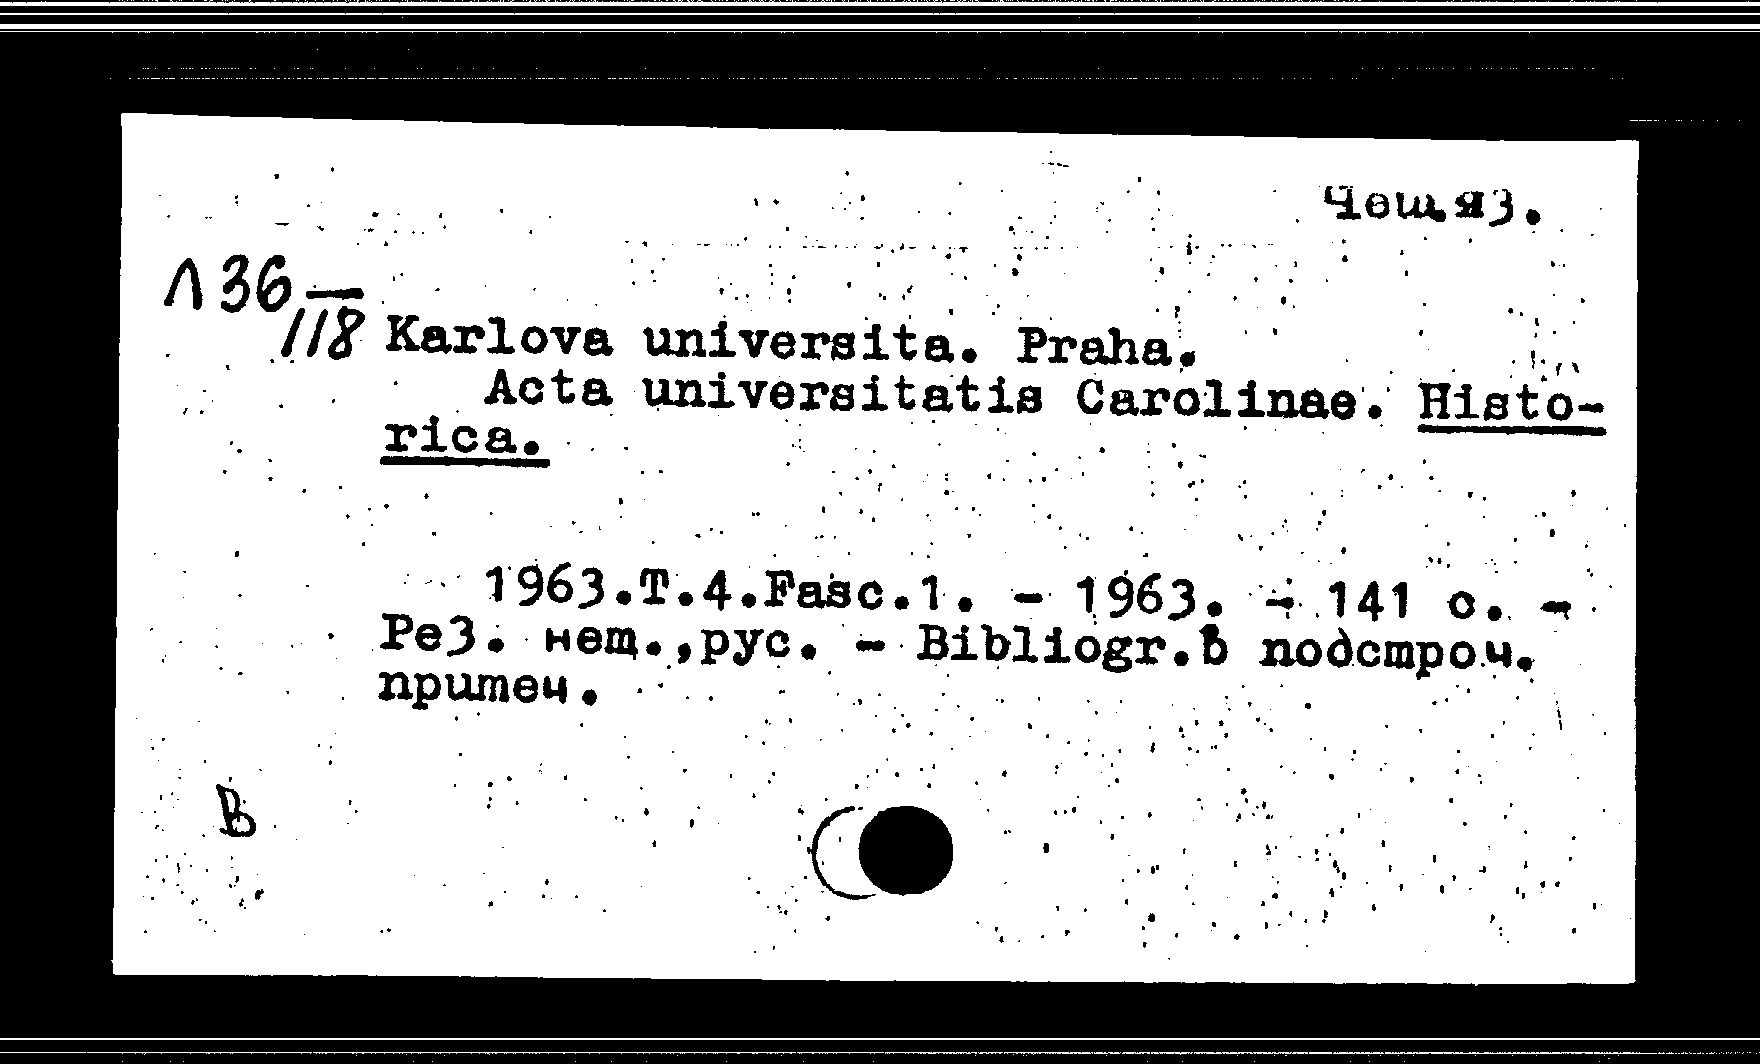 Чеш.яз.
Л 36—
118
Karlova universita. Praha.
Acta universitatis Carolinae. Histo-
rica.
1963.T.4.Fasc.1. - 1963. - 141 с. -
Рез. нем.,рус. - Bibliogr.в подстроч.
примеч.
В